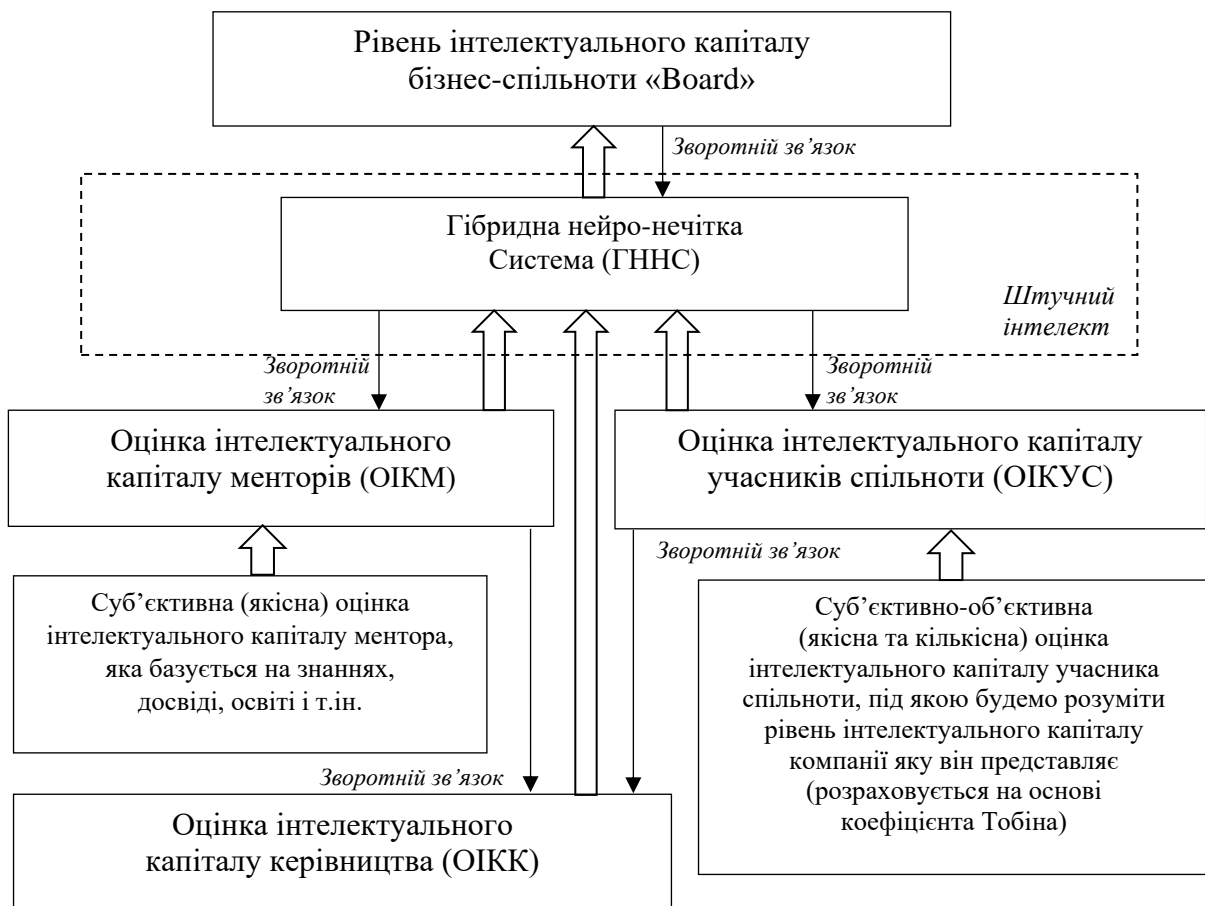 Рівень інтелектуального капіталу
бізнес-спільноти «Board»
Зворотній зв’язок
Гібридна нейро-нечітка
Система (ГННС)
Штучний
інтелект
Зворотній
зв’язок
Зворотній
зв’язок
Оцінка інтелектуального
капіталу менторів (ОІКМ)
Оцінка інтелектуального капіталу
учасників спільноти (ОІКУС)
Зворотній зв’язок
Суб’єктивна (якісна) оцінка
інтелектуального капіталу ментора,
яка базується на знаннях,
досвіді, освіті і т.ін.
Суб’єктивно-об’єктивна
(якісна та кількісна) оцінка
інтелектуального капіталу учасника
спільноти, під якою будемо розуміти
рівень інтелектуального капіталу
компанії яку він представляє
(розраховується на основі
коефіцієнта Тобіна)
Зворотній зв’язок
Оцінка інтелектуального
капіталу керівництва (ОІКК)